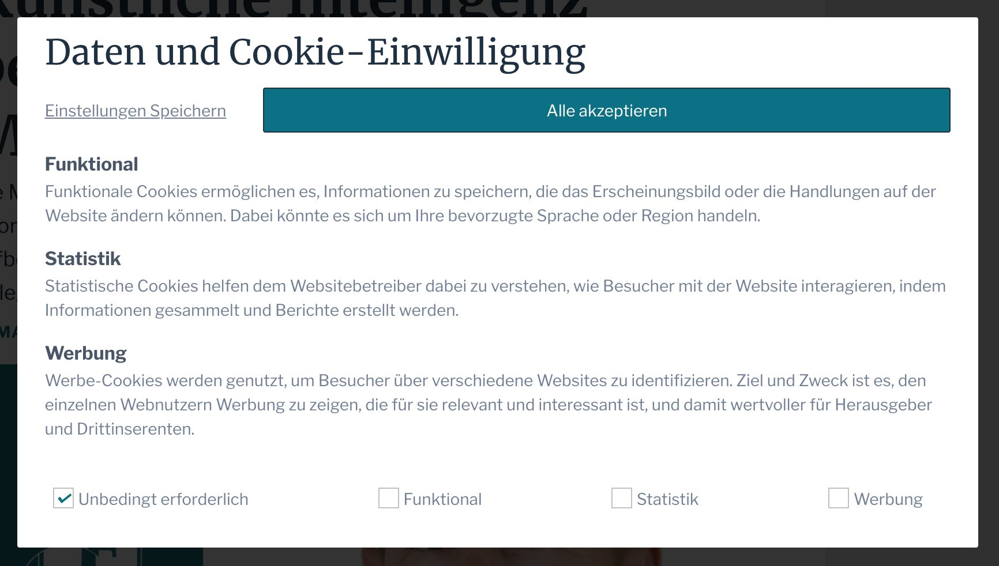 Künstliche Intelligenz
Daten und Cookie-Einwilligung
Einstellungen Speichern
Alle akzeptieren
Funktional
Funktionale Cookies ermöglichen es, Informationen zu speichern, die das Erscheinungsbild oder die Handlungen auf der
Website ändern können. Dabei könnte es sich um Ihre bevorzugte Sprache oder Region handeln.
Statistik
Statistische Cookies helfen dem Websitebetreiber dabei zu verstehen, wie Besucher mit der Website interagieren, indem
Informationen gesammelt und Berichte erstellt werden.
Werbung
Werbe-Cookies werden genutzt, um Besucher über verschiedene Websites zu identifizieren. Ziel und Zweck ist es, den
einzelnen Webnutzern Werbung zu zeigen, die für sie relevant und interessant ist, und damit wertvoller für Herausgeber
und Drittinserenten.
Unbedingt erforderlich
Funktional
Statistik
Werbung